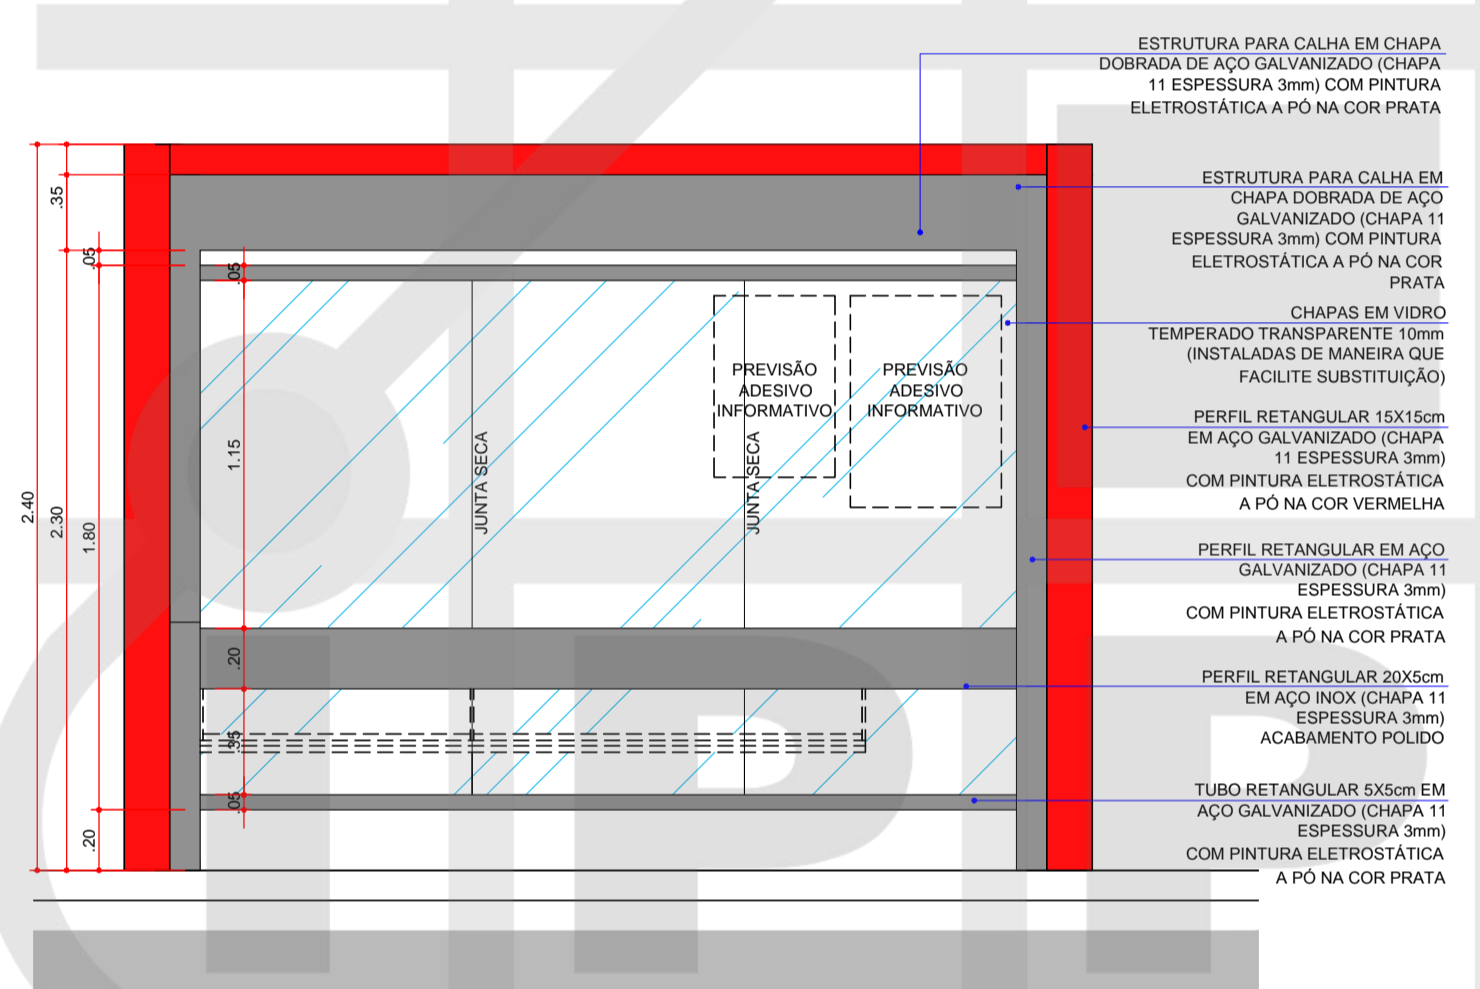 ESTRUTURA PARA CALHA EM CHAPA
DOBRADA DE AÇO GALVANIZADO (CHAPA
11 ESPESSURA 3mm) COM PINTURA
ELETROSTÁTICA A PÓ NA COR PRATA
ESTRUTURA PARA CALHA EM
CHAPA DOBRADA DE AÇO
GALVANIZADO (CHAPA 11
ESPESSURA 3mm) COM PINTURA
ELETROSTÁTICA A PÓ NA COR
PRATA
CHAPAS EM VIDRO
TEMPERADO TRANSPARENTE 10mm
(INSTALADAS DE MANEIRA QUE
FACILITE SUBSTITUIÇÃO)
PERFIL RETANGULAR 15X15cm
EM AÇO GALVANIZADO (CHAPA
11 ESPESSURA 3mm)
COM PINTURA ELETROSTÁTICA
A PÓ NA COR VERMELHA
PERFIL RETANGULAR EM AÇO
GALVANIZADO (CHAPA 11
ESPESSURA 3mm)
COM PINTURA ELETROSTÁTICA
A PÓ NA COR PRATA
PERFIL RETANGULAR 20X5cm
EM AÇO INOX (CHAPA 11
ESPESSURA 3mm)
ACABAMENTO POLIDO
TUBO RETANGULAR 5X5cm EM
AÇO GALVANIZADO (CHAPA 11
ESPESSURA 3mm)
COM PINTURA ELETROSTÁTICA
A PÓ NA COR PRATA
PREVISÃO
ADESIVO
INFORMATIVO
PREVISÃO
ADESIVO
INFORMATIVO
JUNTA SECA
JUNTA SECA
2.40
.35
2.30
.05
1.80
.20
.05
1.15
.20
.35
.05